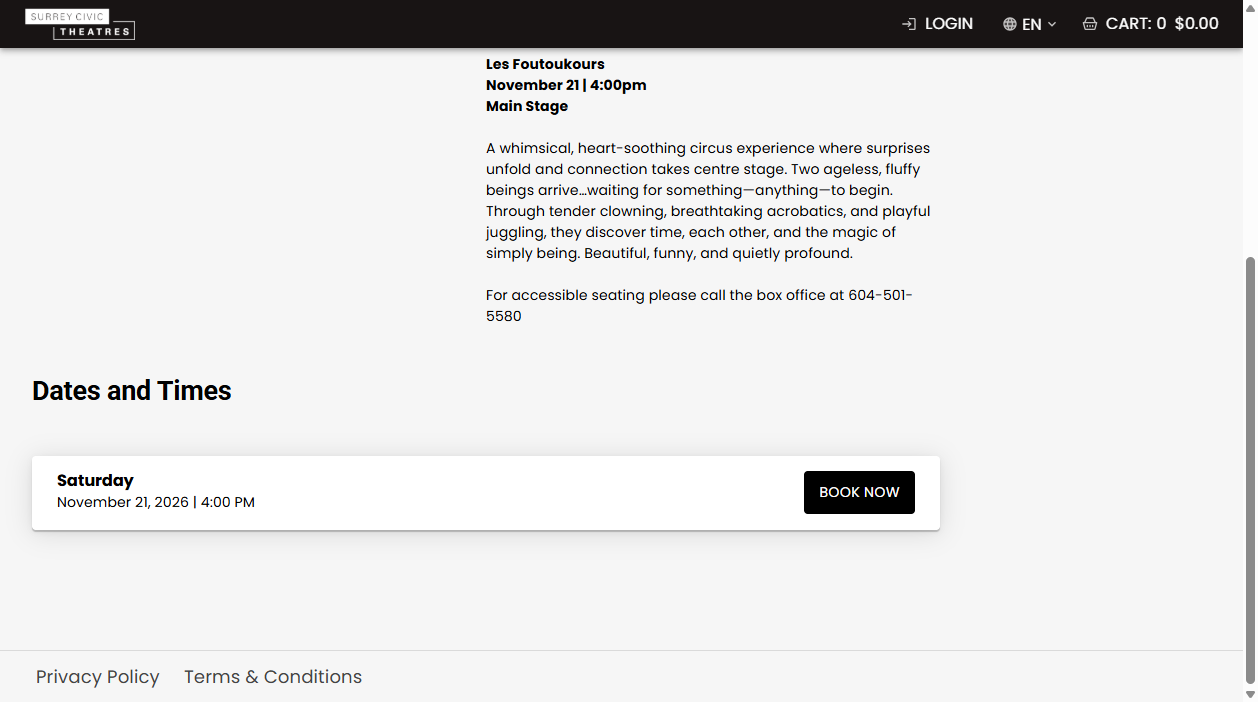 SURREY CIVIC
THEATRES
LOGIN
EN
CART: 0 $0.00
Les Foutoukours
November 21 | 4:00pm
Main Stage
A whimsical, heart-soothing circus experience where surprises
unfold and connection takes centre stage. Two ageless, fluffy
beings arrive…waiting for something—anything—to begin.
Through tender clowning, breathtaking acrobatics, and playful
juggling, they discover time, each other, and the magic of
simply being. Beautiful, funny, and quietly profound.
For accessible seating please call the box office at 604-501-
5580
Dates and Times
Saturday
November 21, 2026 | 4:00 PM
BOOK NOW
Privacy Policy
Terms & Conditions